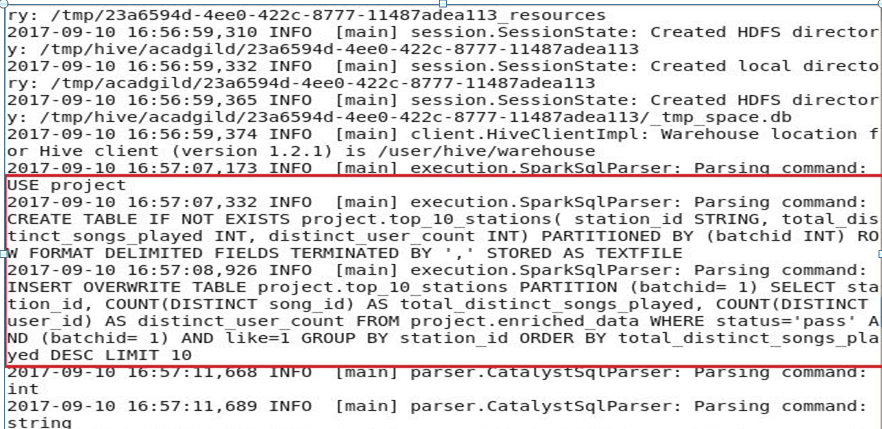 ry: /tmp/23a6594d-4ee0-422c-8777-11487adea113_resources
2017-09-10 16:56:59,310 INFO  [main] session.SessionState: Created HDFS director
y: /tmp/hive/acadgild/23a6594d-4ee0-422c-8777-11487adea113
2017-09-10 16:56:59,332 INFO  [main] session.SessionState: Created local directo
ry: /tmp/acadgild/23a6594d-4ee0-422c-8777-11487adea113
2017-09-10 16:56:59,365 INFO  [main] session.SessionState: Created HDFS director
y: /tmp/hive/acadgild/23a6594d-4ee0-422c-8777-11487adea113/_tmp_space.db
2017-09-10 16:56:59,374 INFO  [main] client.HiveClientImpl: Warehouse location f
or Hive client (version 1.2.1) is /user/hive/warehouse
2017-09-10 16:57:07,173 INFO  [main] execution.SparkSqlParser: Parsing command:
USE project
2017-09-10 16:57:07,332 INFO  [main] execution.SparkSqlParser: Parsing command:
CREATE TABLE IF NOT EXISTS project.top_10_stations( station_id STRING, total_dis
tinct_songs_played INT, distinct_user_count INT) PARTITIONED BY (batchid INT) RO
W FORMAT DELIMITED FIELDS TERMINATED BY ',' STORED AS TEXTFILE
2017-09-10 16:57:08,926 INFO  [main] execution.SparkSqlParser: Parsing command:
INSERT OVERWRITE TABLE project.top_10_stations PARTITION (batchid= 1) SELECT sta
tion_id, COUNT(DISTINCT song_id) AS total_distinct_songs_played, COUNT(DISTINCT
user_id) AS distinct_user_count FROM project.enriched_data WHERE status='pass' A
ND (batchid= 1) AND like=1 GROUP BY station_id ORDER BY total_distinct_songs_pla
yed DESC LIMIT 10
2017-09-10 16:57:11,668 INFO  [main] parser.CatalystSqlParser: Parsing command:
int
2017-09-10 16:57:11,689 INFO  [main] parser.CatalystSqlParser: Parsing command:
string